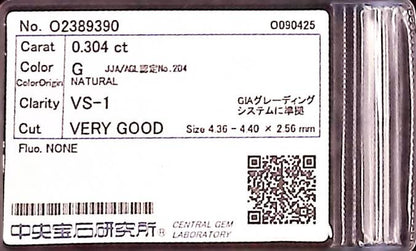 No. O2389390 O090425
Carat 0.304 ct
Color G JJA/AGL認定No.204
ColorOrigin NATURAL
Clarity VS-1 GIAグレーディング
システムに準拠
Cut VERY GOOD Size 4.36 - 4.40 × 2.56 mm
Fluo. NONE
中央宝石研究所® CENTRAL GEM
LABORATORY